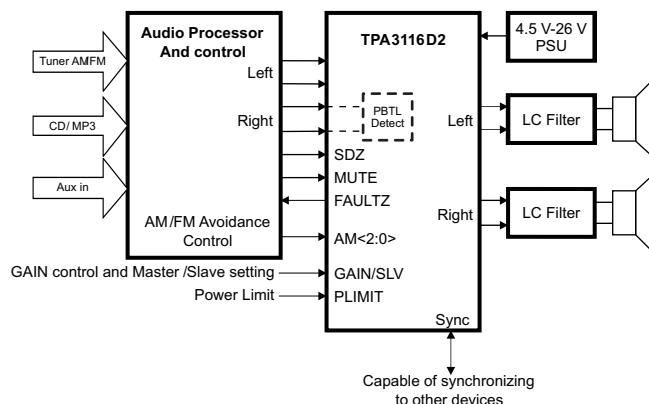 Audio Processor
And control
TPA3116D2
4.5 V-26 V
PSU
Tuner AM/FM
Left
PBTL
Detect
Left
LC Filter
CD/ MP3
Right
SDZ
MUTE
Aux in
FAULTZ
Right
LC Filter
AM/FM Avoidance
Control
AM<2:0>
GAIN control and Master /Slave setting
GAIN/SLV
Power Limit
PLIMIT
Sync
Capable of synchronizing
to other devices